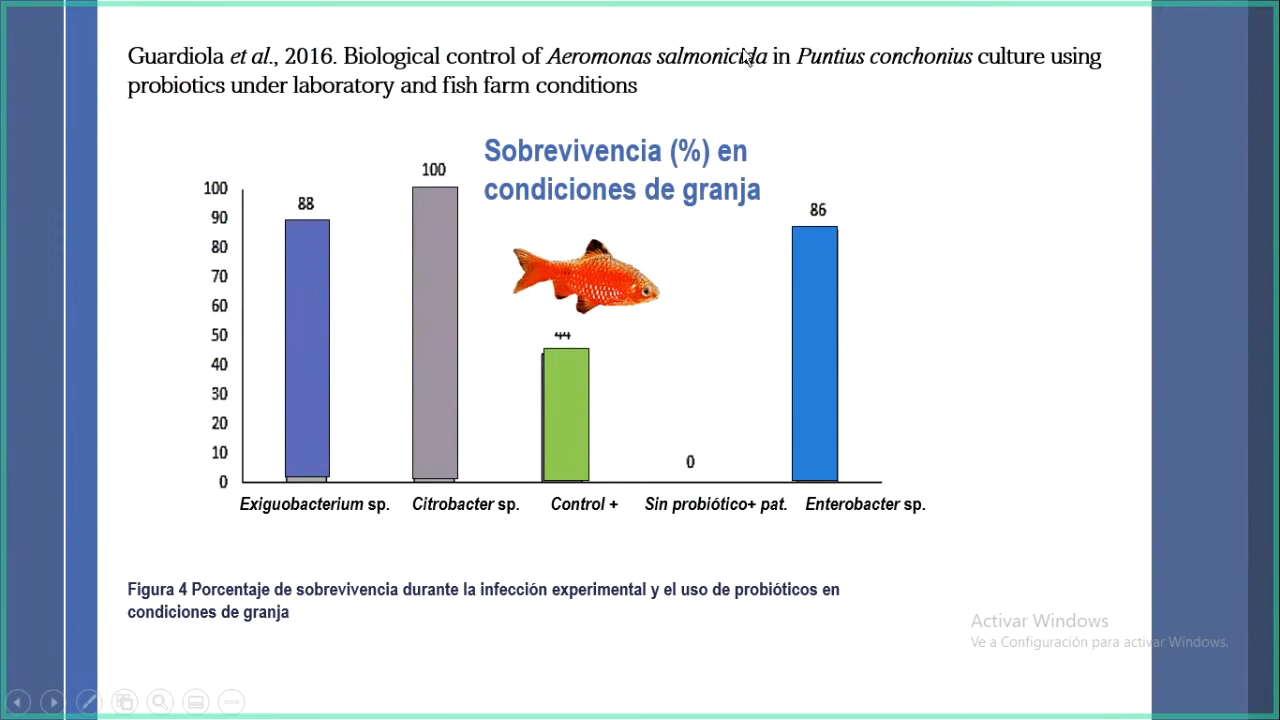 Guardiola et al., 2016. Biological control of Aeromonas salmonicida in Puntius conchonius culture using
probiotics under laboratory and fish farm conditions
Sobrevivencia (%) en
condiciones de granja
100
88
86
44
0
100
90
80
70
60
50
40
30
20
10
0
Exiguobacterium sp. Citrobacter sp. Control + Sin probiótico+ pat. Enterobacter sp.
Figura 4 Porcentaje de sobrevivencia durante la infección experimental y el uso de probióticos en
condiciones de granja
Activar Windows
Ve a Configuración para activar Windows.